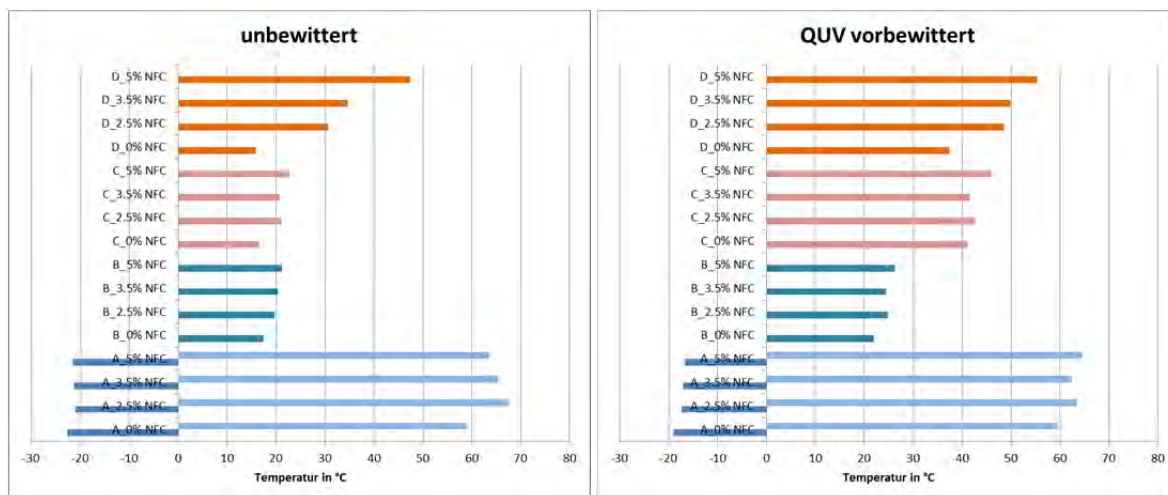 unbewittert
D_5% NFC
D_3.5% NFC
D_2.5% NFC
D_0% NFC
C_5% NFC
C_3.5% NFC
C_2.5% NFC
C_0% NFC
B_5% NFC
B_3.5% NFC
B_2.5% NFC
B_0% NFC
A_5% NFC
A_3.5% NFC
A_2.5% NFC
A_0% NFC
-30 -20 -10 0 10 20 30 40 50 60 70 80
Temperatur in °C
QUV vorbewittert
D_5% NFC
D_3.5% NFC
D_2.5% NFC
D_0% NFC
C_5% NFC
C_3.5% NFC
C_2.5% NFC
C_0% NFC
B_5% NFC
B_3.5% NFC
B_2.5% NFC
B_0% NFC
A_5% NFC
A_3.5% NFC
A_2.5% NFC
A_0% NFC
-30 -20 -10 0 10 20 30 40 50 60 70 80
Temperatur in °C